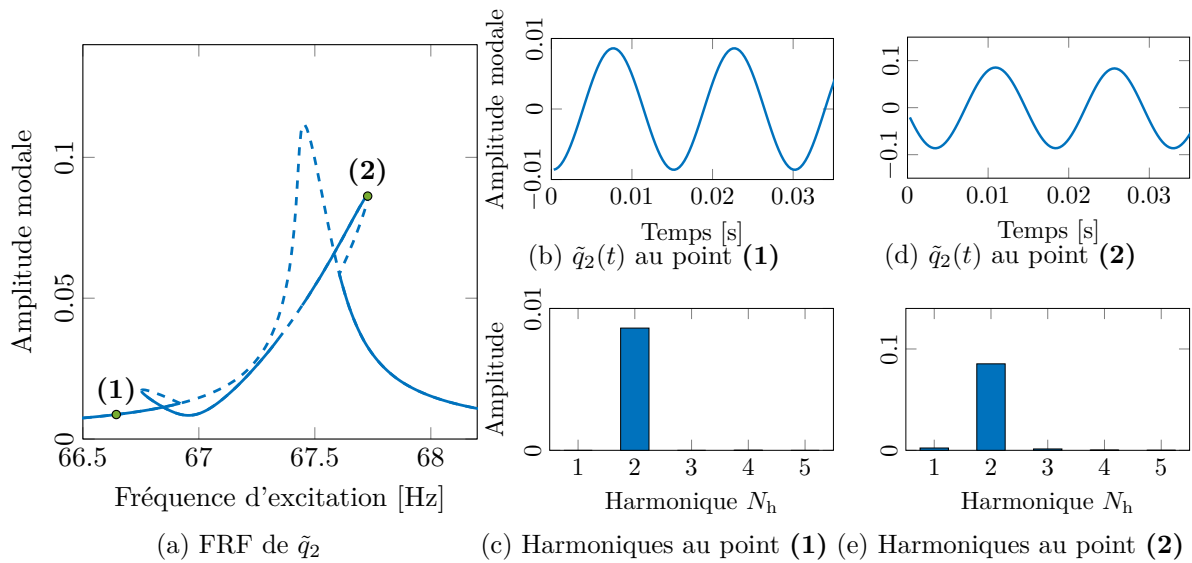 Amplitude modale
0
0.05
0.1
(1)
(2)
66.5
67
67.5
68
Fréquence d'excitation [Hz]
(a) FRF de q̃₂
Amplitude modale
0.01
0
−0.01
0
0.01
0.02
0.03
Temps [s]
(b) q̃₂(t) au point (1)
0.1
0
−0.1
0
0.01
0.02
0.03
Temps [s]
(d) q̃₂(t) au point (2)
Amplitude
0.01
0
1 2 3 4 5
Harmonique Nₕ
(c) Harmoniques au point (1)
0.1
0
1 2 3 4 5
Harmonique Nₕ
(e) Harmoniques au point (2)